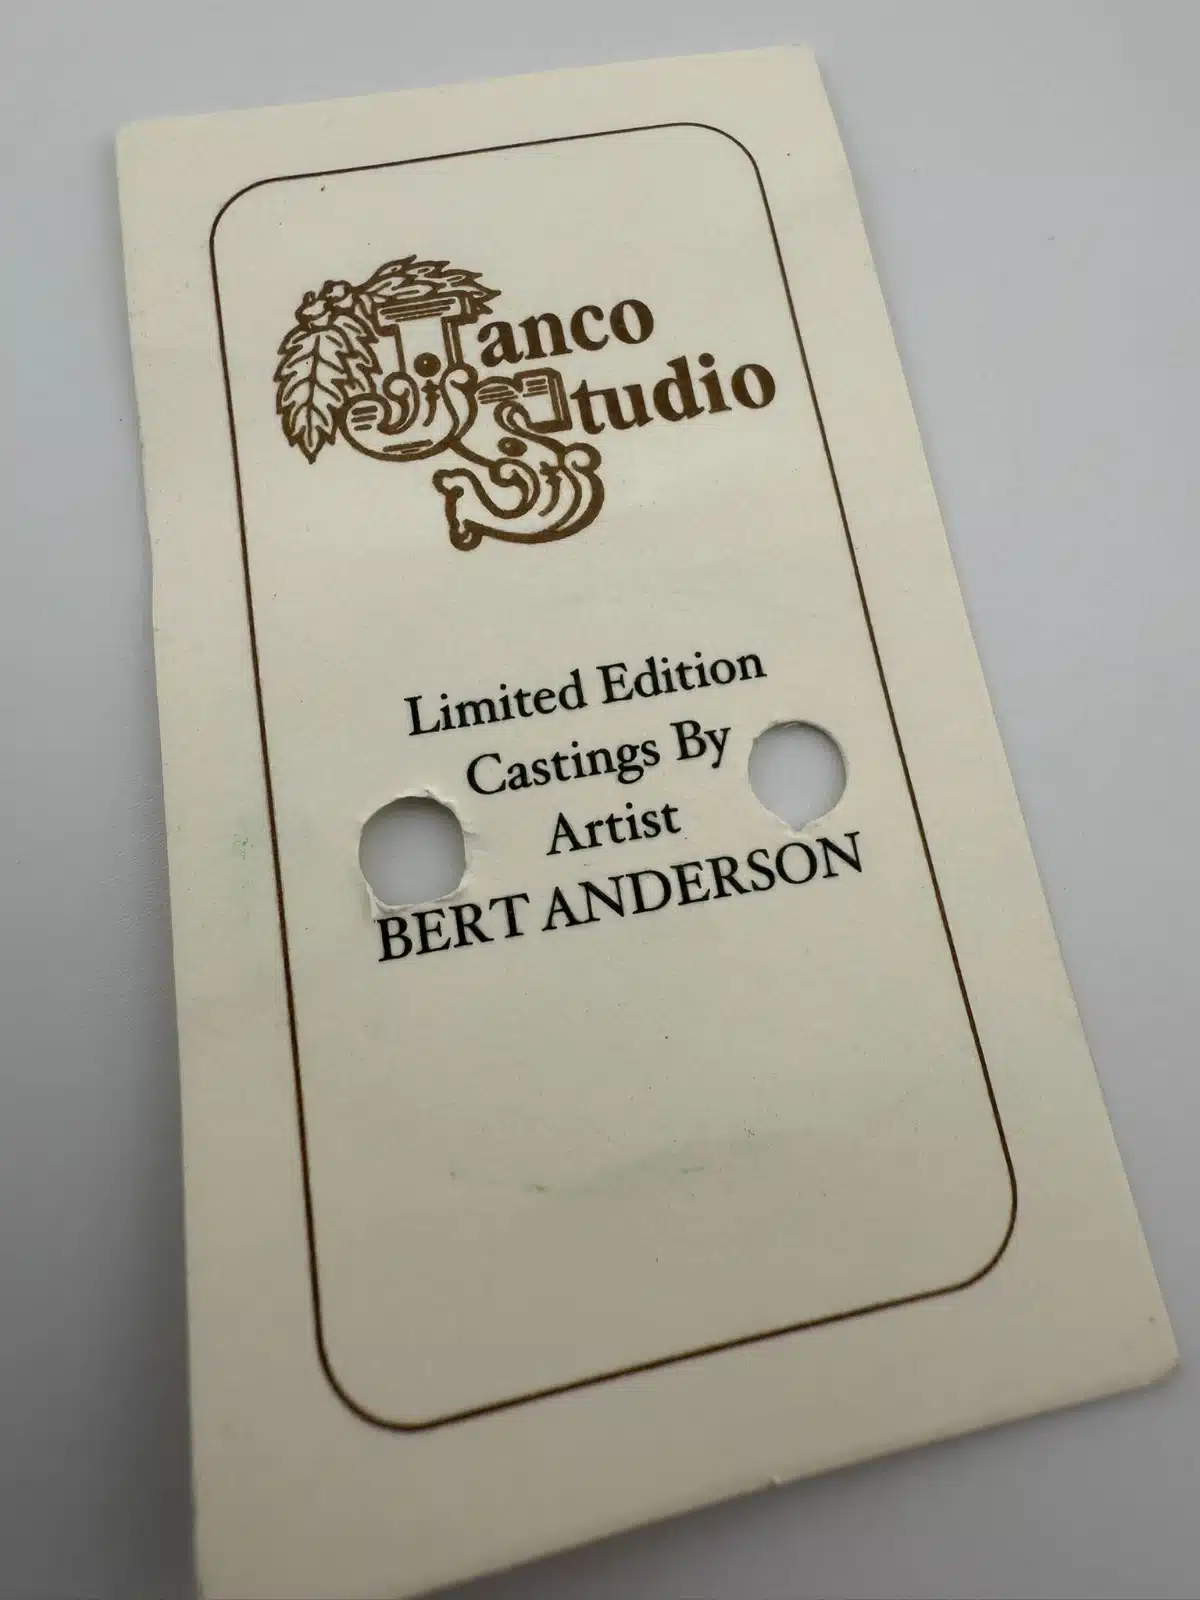 Janco
Studio
Limited Edition
Castings By
Artist
BERT ANDERSON